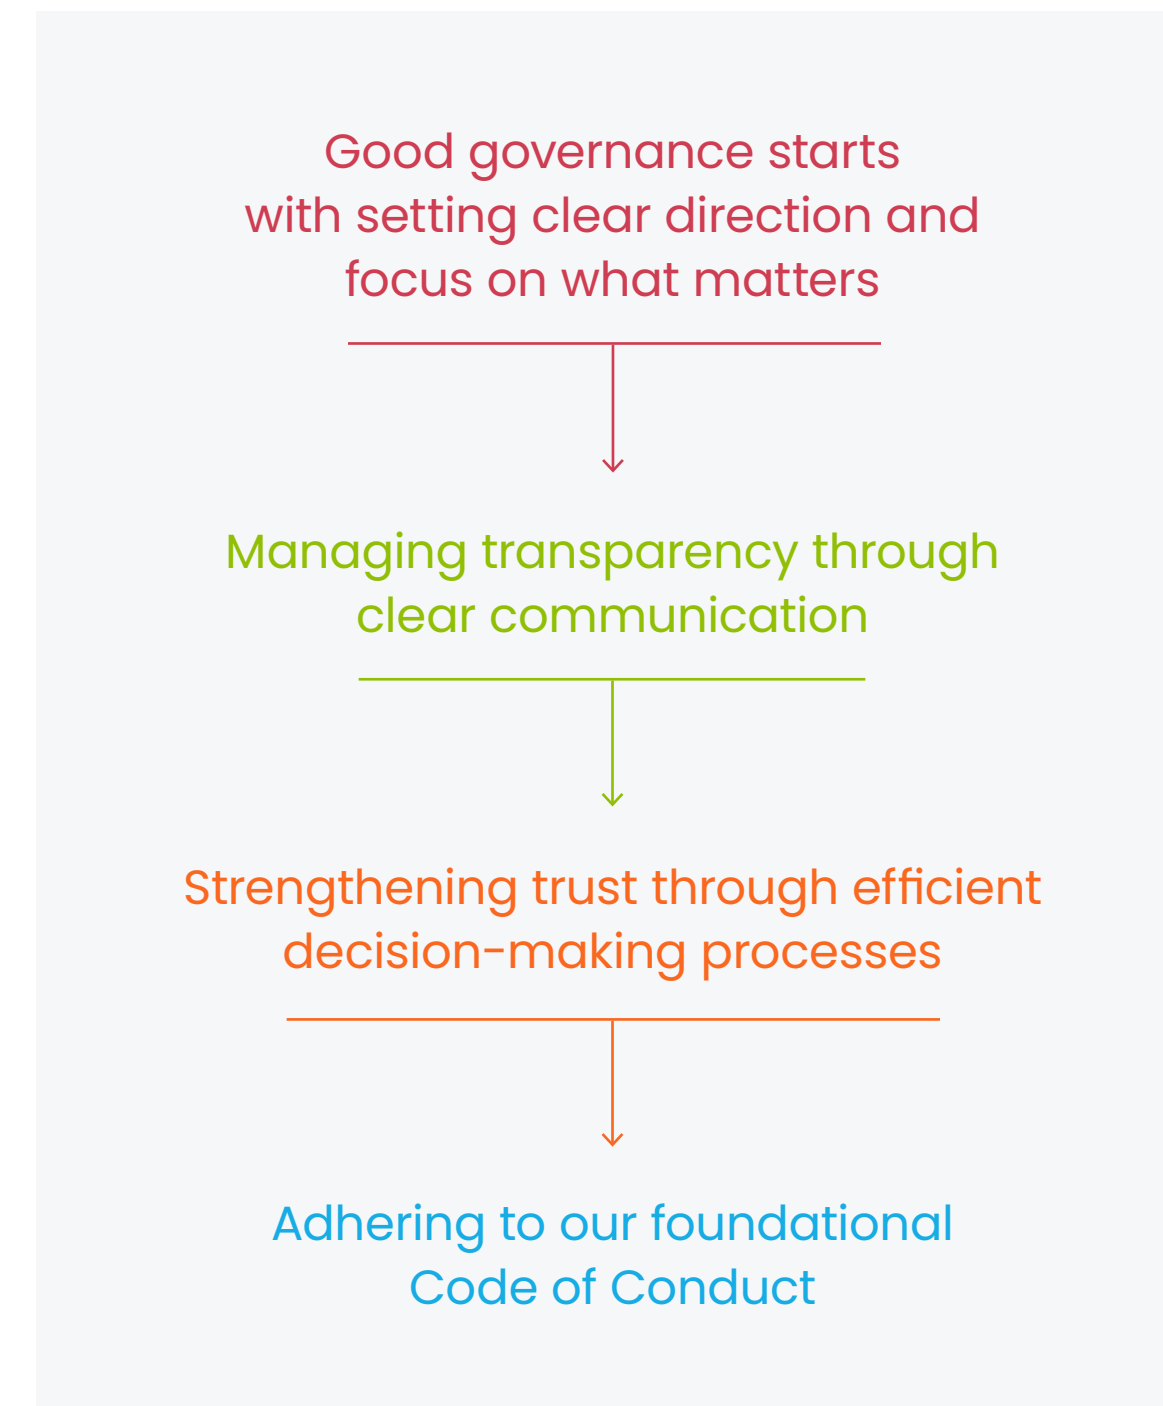 Good governance starts
with setting clear direction and
focus on what matters
Managing transparency through
clear communication
Strengthening trust through efficient
decision-making processes
Adhering to our foundational
Code of Conduct